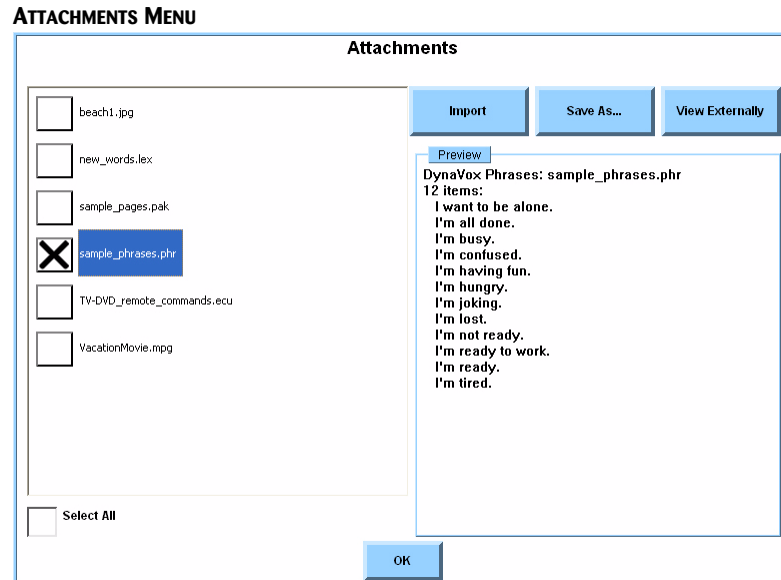 ATTACHMENTS MENU
Attachments
beach1.jpg
new_words.lex
sample_pages.pak
sample_phrases.phr
TV-DVD_remote_commands.ecu
VacationMovie.mpg
Select All
Import
Save As...
View Externally
Preview
DynaVox Phrases: sample_phrases.phr
12 items:
I want to be alone.
I'm all done.
I'm busy.
I'm confused.
I'm having fun.
I'm hungry.
I'm joking.
I'm lost.
I'm not ready.
I'm ready to work.
I'm ready.
I'm tired.
OK